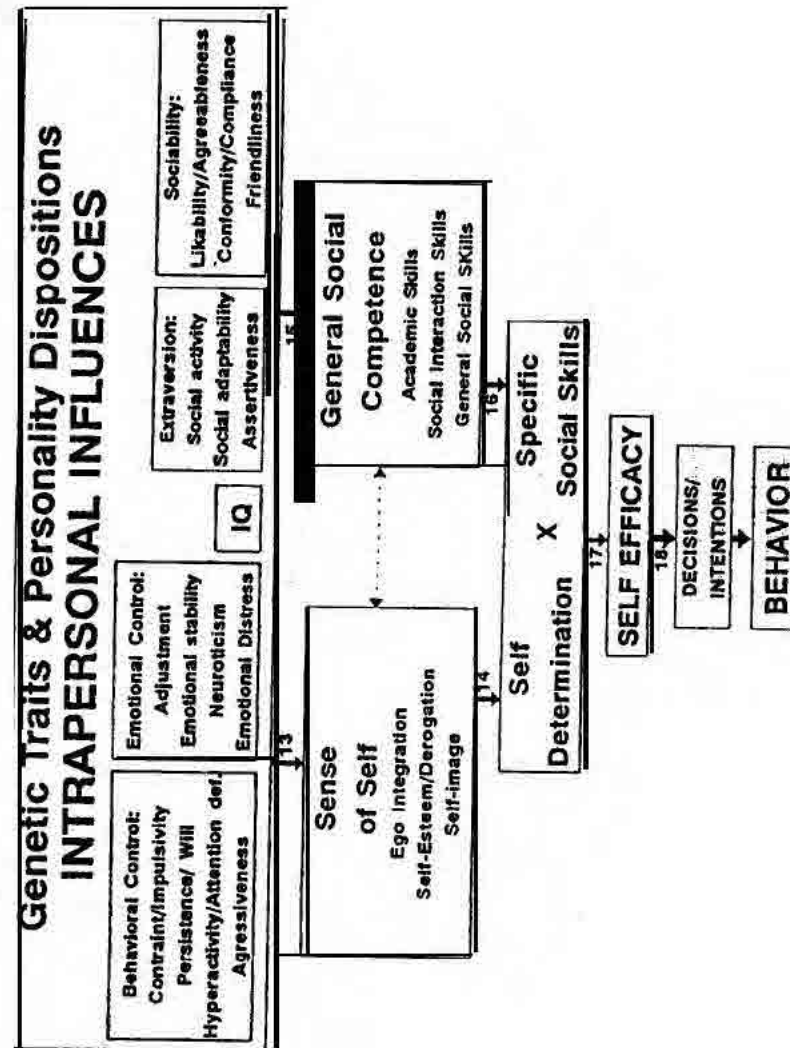 Genetic Traits & Personality Dispositions
INTRAPERSONAL INFLUENCES
Behavioral Control:
Contraint/Impulsivity
Persistence/ Will
Hyperactivity/Attention def.
Agressiveness
Emotional Control:
Adjustment
Emotional stability
Neuroticism
Emotional Distress
IQ
Extraversion:
Social activity
Social adaptability
Assertiveness
Sociability:
Likability/Agreeableness
Conformity/Compliance
Friendliness
13
15
Sense
of Self
Ego Integration
Self-Esteem/Derogation
Self-image
General Social
Competence
Academic Skills
Social Interaction Skills
General Social SKills
14
16
Self
Determination
X
Specific
Social Skills
17
SELF EFFICACY
18
DECISIONS/
INTENTIONS
BEHAVIOR